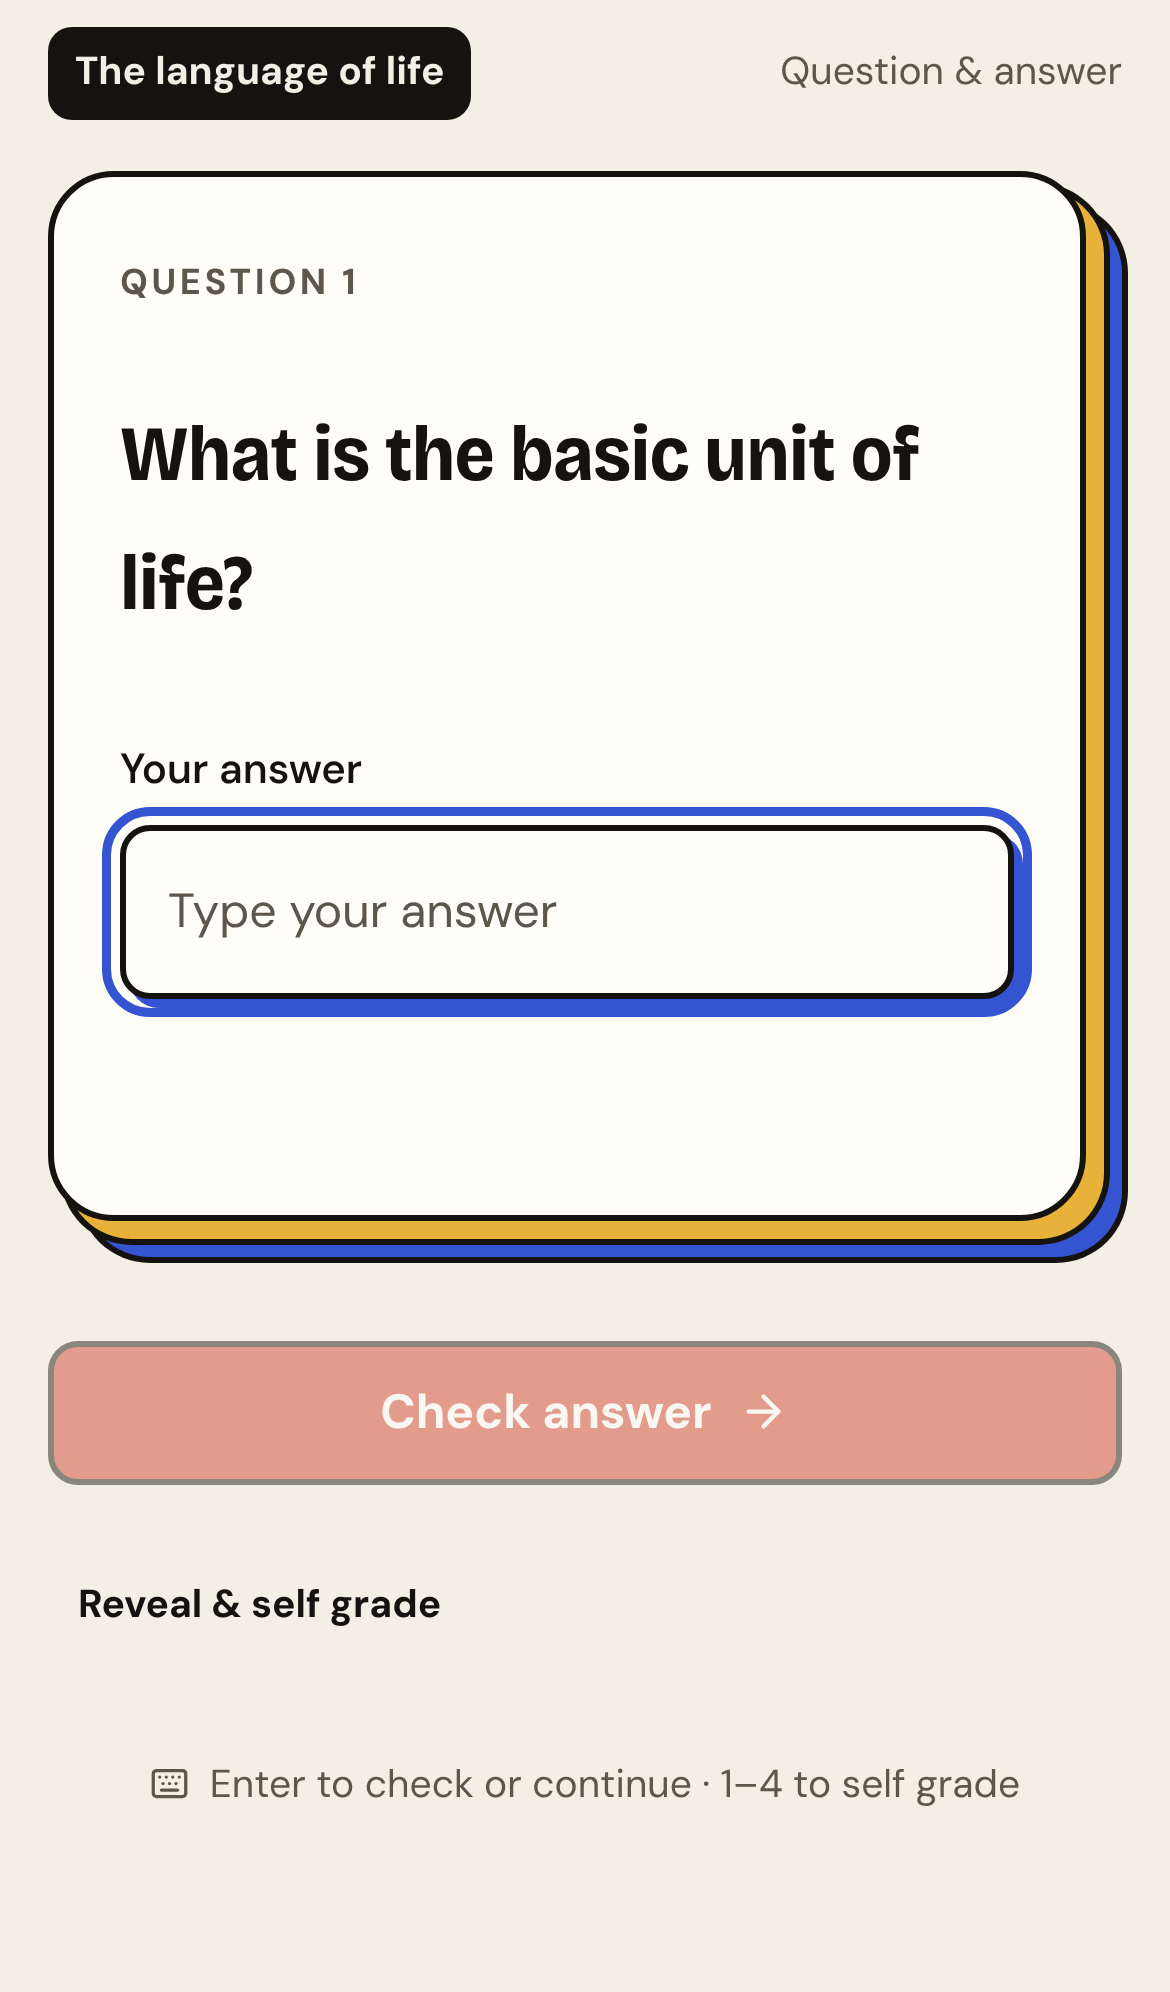 The language of life
Question & answer
QUESTION 1
What is the basic unit of
life?
Your answer
Type your answer
Check answer →
Reveal & self grade
Enter to check or continue · 1–4 to self grade